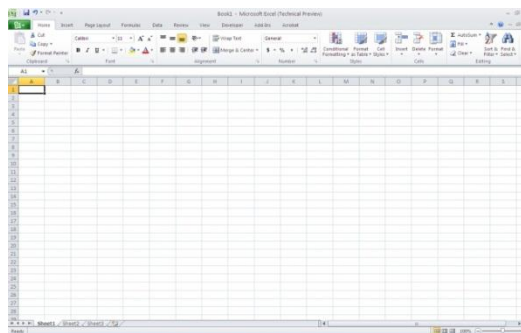 Book1 - Microsoft Excel (Technical Preview)
Home Insert Page Layout Formulas Data Review View Developer Add-Ins Acrobat
Cut
Calibri
Wrap Text
General
Σ AutoSum
Copy
Fill
Paste
Format Painter
B I U
Merge & Center
$ % ,
Conditional Formatting
Format as Table
Cell Styles
Insert Delete Format
Clear
Sort & Filter
Find & Select
Clipboard Font Alignment Number Styles Cells Editing
A1 fx
A B C D E F G H I J K L M N O P Q R S
1
2
3
4
5
6
7
8
9
10
11
12
13
14
15
16
17
18
19
20
21
22
23
24
25
26
27
28
Sheet1 Sheet2 Sheet3
Ready 100%